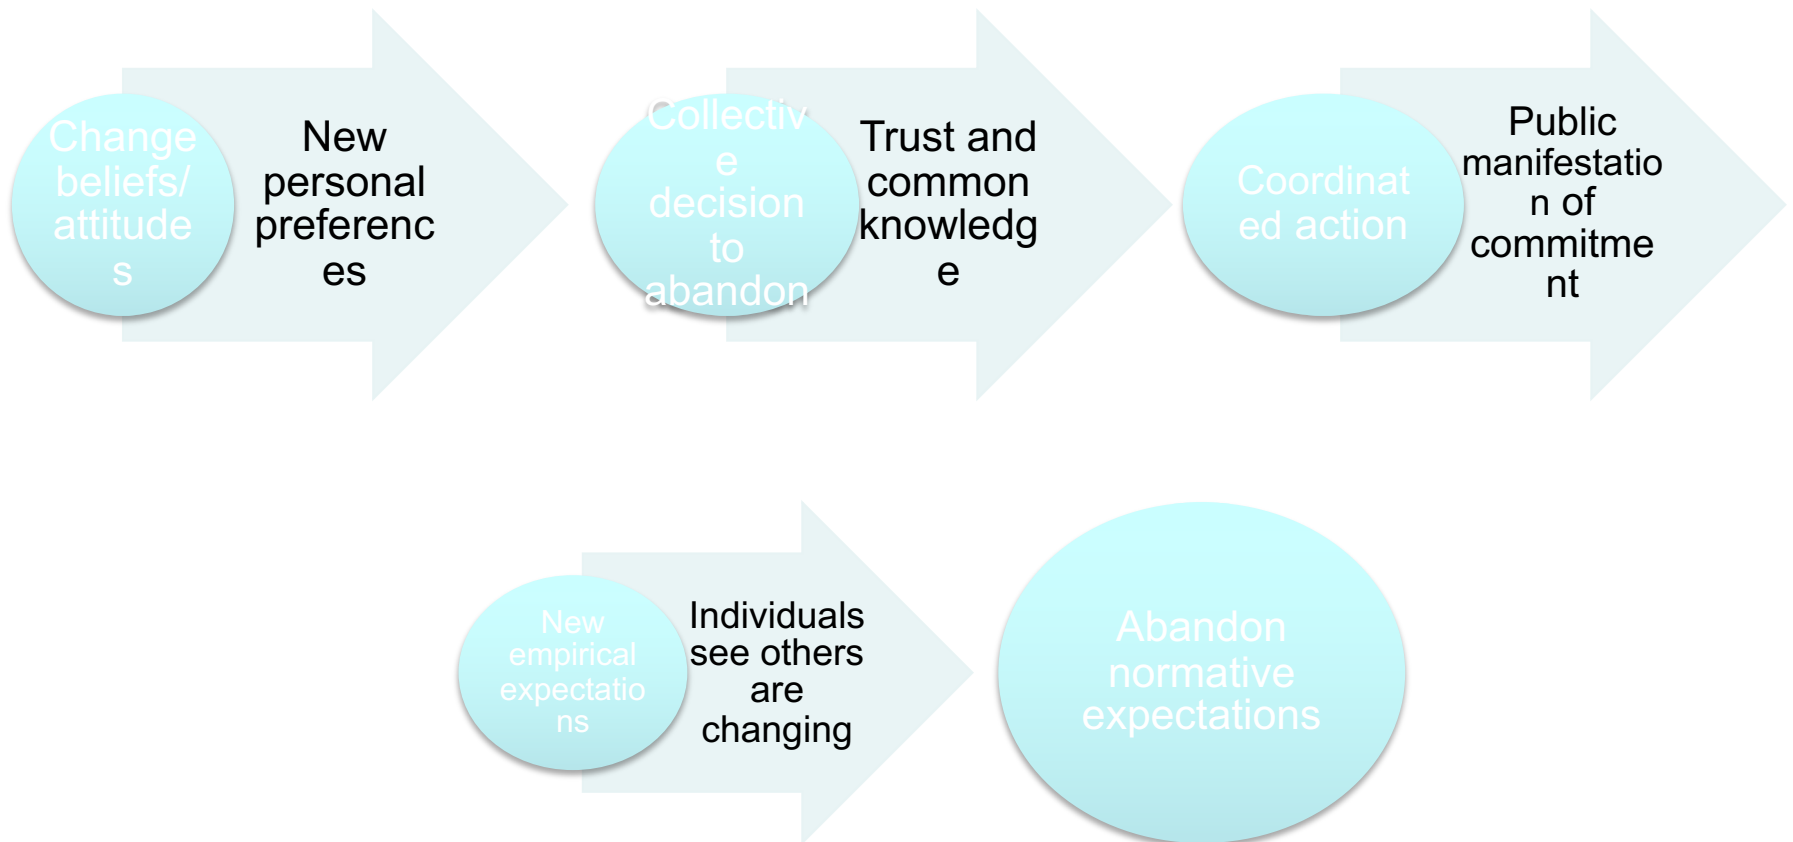 Change
beliefs/
attitude
s
New
personal
preferenc
es
Collectiv
e
decision
to
abandon
Trust and
common
knowledg
e
Coordinat
ed action
Public
manifestatio
n of
commitme
nt
New
empirical
expectatio
ns
Individuals
see others
are
changing
Abandon
normative
expectations